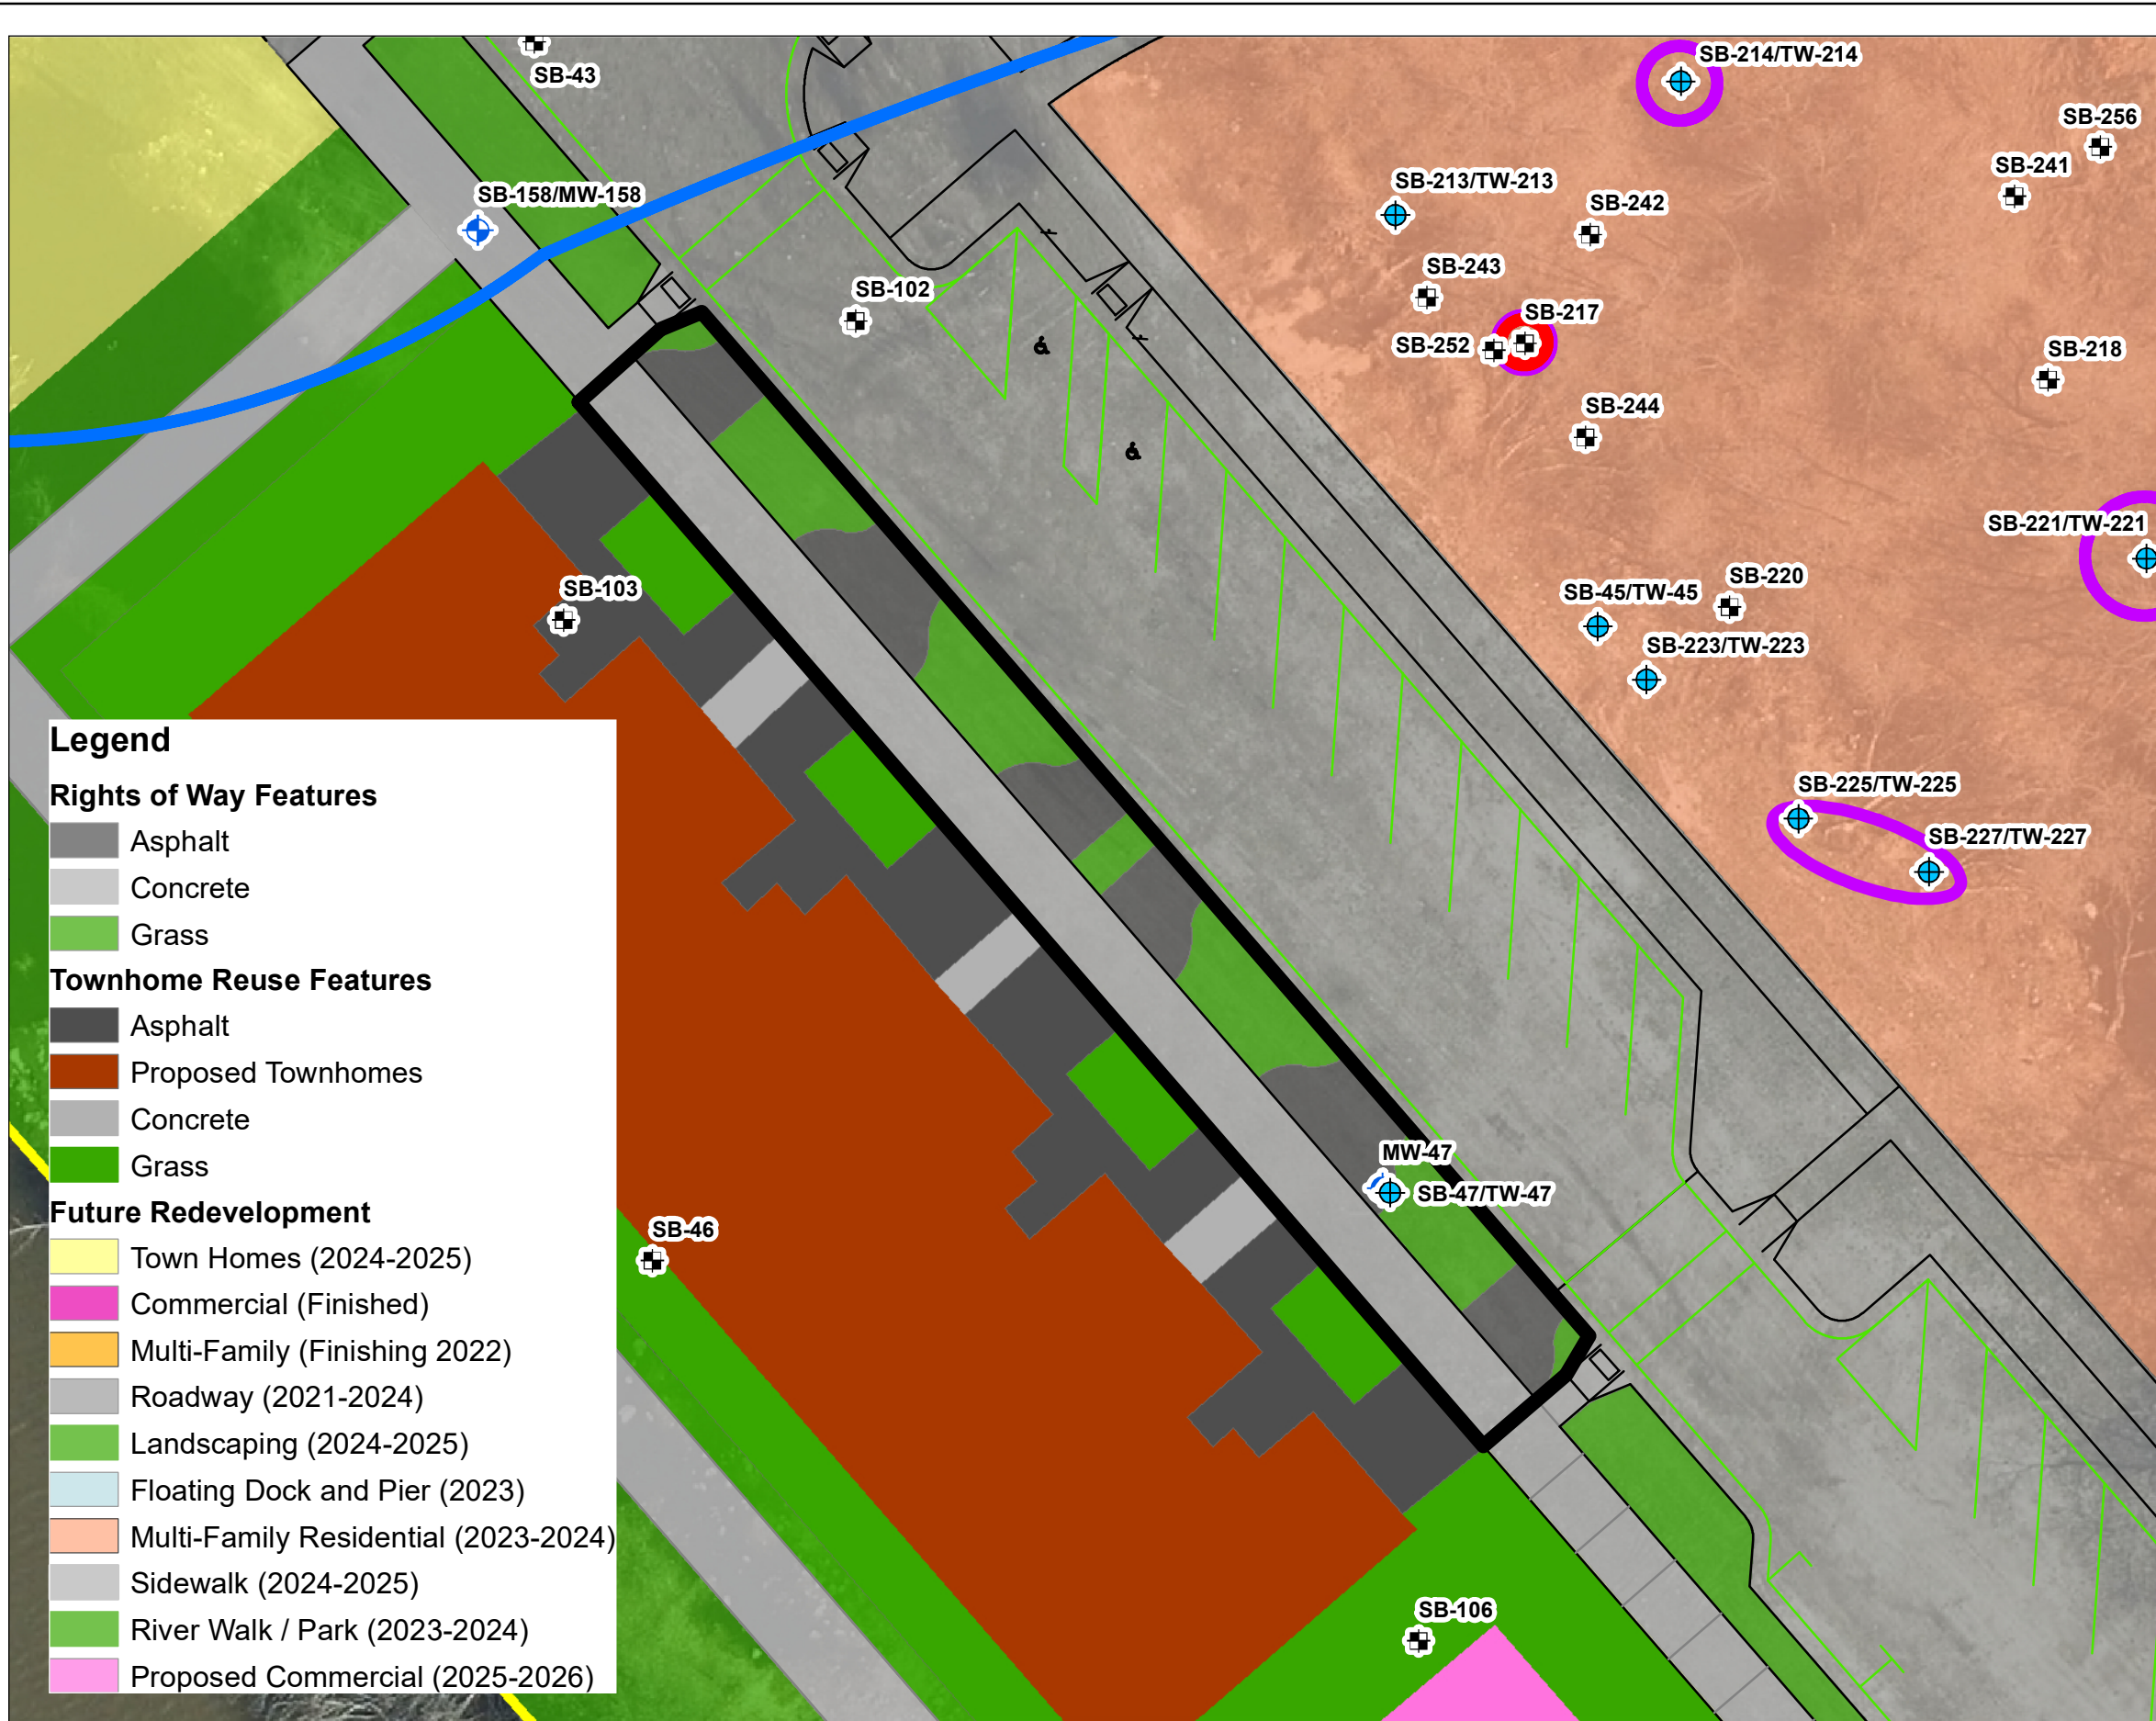 SB-43
SB-214/TW-214
SB-256
SB-241
SB-213/TW-213
SB-158/MW-158
SB-242
SB-243
SB-102
SB-217
SB-252
SB-218
SB-244
SB-221/TW-221
SB-220
SB-103
SB-45/TW-45
SB-223/TW-223
SB-225/TW-225
SB-227/TW-227
MW-47
SB-47/TW-47
SB-46
SB-106
Legend
Rights of Way Features
Asphalt
Concrete
Grass
Townhome Reuse Features
Asphalt
Proposed Townhomes
Concrete
Grass
Future Redevelopment
Town Homes (2024-2025)
Commercial (Finished)
Multi-Family (Finishing 2022)
Roadway (2021-2024)
Landscaping (2024-2025)
Floating Dock and Pier (2023)
Multi-Family Residential (2023-2024)
Sidewalk (2024-2025)
River Walk / Park (2023-2024)
Proposed Commercial (2025-2026)